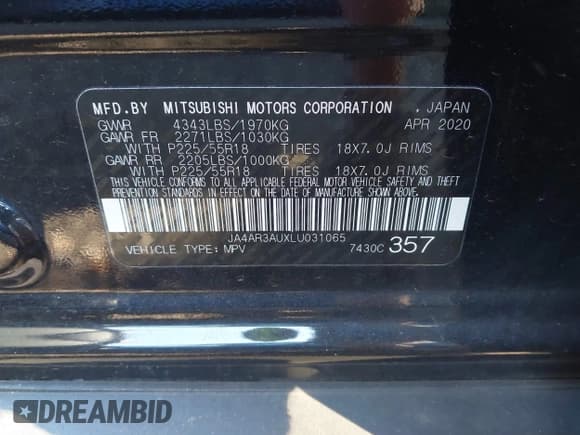 MFD.BY MITSUBISHI MOTORS CORPORATION . JAPAN
GVWR 4343LBS/1970KG APR 2020
GAWR FR 2271LBS/1030KG
WITH P225/55R18 TIRES 18X7.0J RIMS
GAWR RR 2205LBS/1000KG
WITH P225/55R18 TIRES 18X7.0J RIMS
THIS VEHICLE CONFORMS TO ALL APPLICABLE FEDERAL MOTOR VEHICLE SAFETY AND THEFT
PREVENTION STANDARDS IN EFFECT ON THE DATE OF MANUFACTURE SHOWN ABOVE.
JA4AR3AUXLU031065
VEHICLE TYPE: MPV 7430C 357
DREAMBID